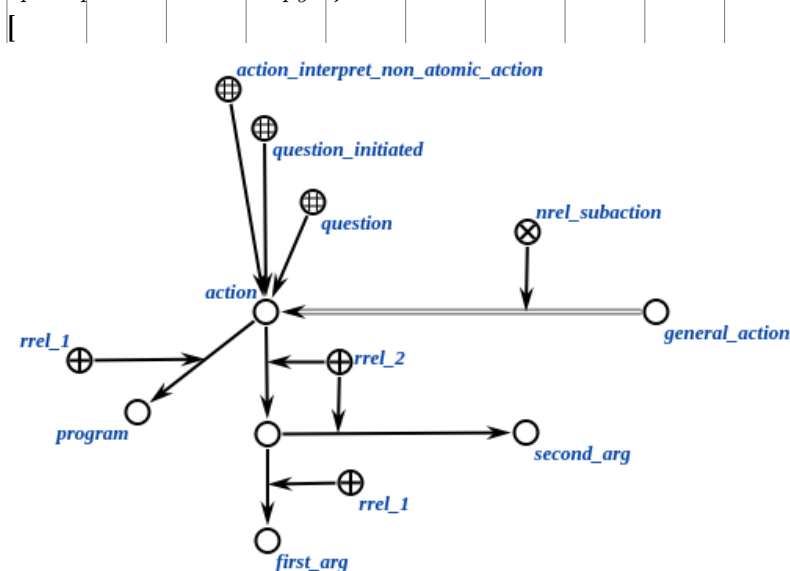 [
action_interpret_non_atomic_action
question_initiated
nrel_subaction
question
action
general_action
rrel_1
rrel_2
program
second_arg
rrel_1
first_arg